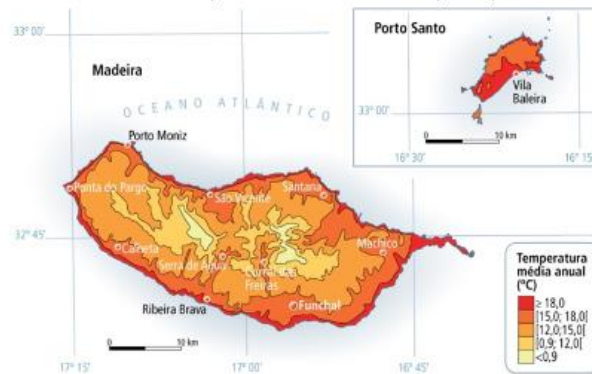 33° 00'
Madeira
OCEANO ATLÂNTICO
Porto Moniz
Ponta do Pargo
São Vicente
Santana
32° 45'
Calheta
Serra de Água
Curral das
Freiras
Machico
Ribeira Brava
Funchal
0
10 km
17° 15'
17° 00'
16° 45'
Porto Santo
Vila
Baleira
33° 00'
0
10 km
16° 30'
16° 15'
Temperatura
média anual
(°C)
≥ 18,0
[15,0; 18,0[
[12,0;15,0[
[0,9; 12,0[
<0,9